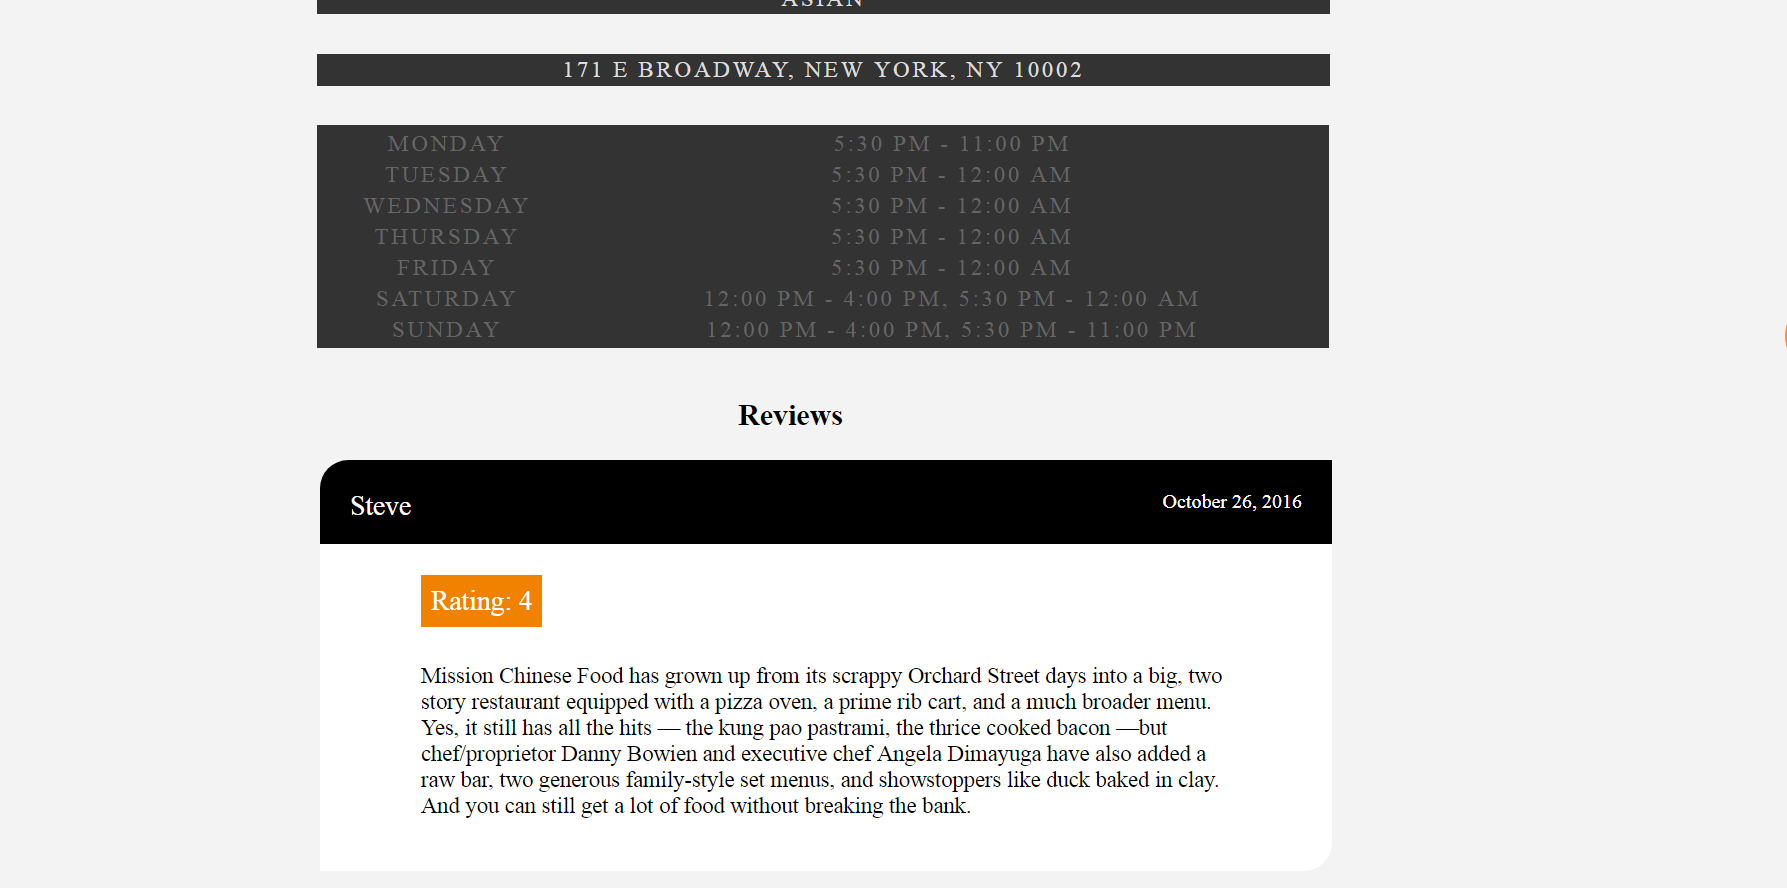 ASIAN
171 E BROADWAY, NEW YORK, NY 10002
MONDAY 5:30 PM - 11:00 PM
TUESDAY 5:30 PM - 12:00 AM
WEDNESDAY 5:30 PM - 12:00 AM
THURSDAY 5:30 PM - 12:00 AM
FRIDAY 5:30 PM - 12:00 AM
SATURDAY 12:00 PM - 4:00 PM, 5:30 PM - 12:00 AM
SUNDAY 12:00 PM - 4:00 PM, 5:30 PM - 11:00 PM
Reviews
Steve October 26, 2016
Rating: 4
Mission Chinese Food has grown up from its scrappy Orchard Street days into a big, two
story restaurant equipped with a pizza oven, a prime rib cart, and a much broader menu.
Yes, it still has all the hits — the kung pao pastrami, the thrice cooked bacon —but
chef/proprietor Danny Bowien and executive chef Angela Dimayuga have also added a
raw bar, two generous family-style set menus, and showstoppers like duck baked in clay.
And you can still get a lot of food without breaking the bank.